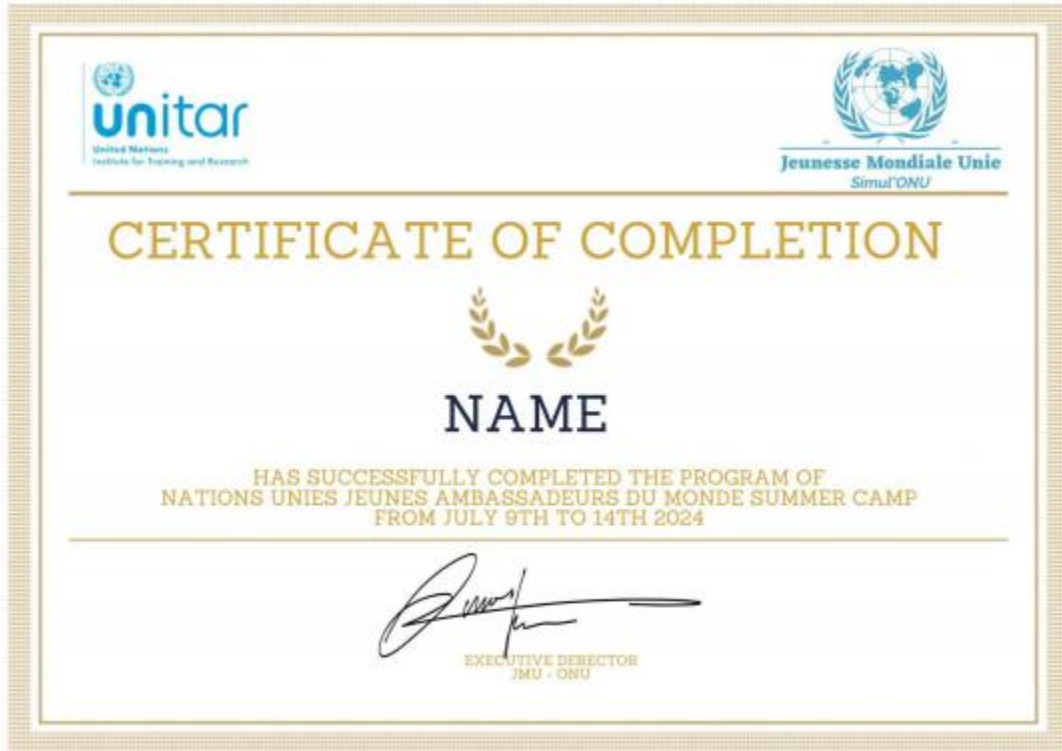 unitar
United Nations
Institute for Training and Research
Jeunesse Mondiale Unie
Simul'ONU
CERTIFICATE OF COMPLETION
NAME
HAS SUCCESSFULLY COMPLETED THE PROGRAM OF
NATIONS UNIES JEUNES AMBASSADEURS DU MONDE SUMMER CAMP
FROM JULY 9TH TO 14TH 2024
EXECUTIVE DERECTOR
JMU - ONU